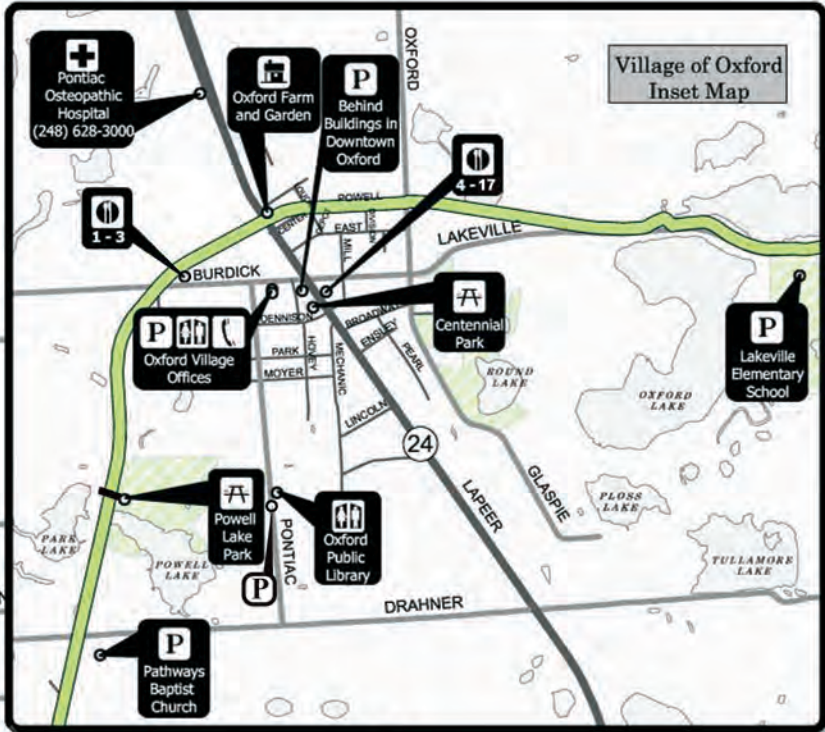 Village of Oxford
Inset Map
Pontiac
Osteopathic
Hospital
(248) 628-3000
Oxford Farm
and Garden
P
Behind
Buildings in
Downtown
Oxford
OXFORD
4 - 17
1 - 3
POWELL
CENTER
EAST
DIVISION
MILL
LAKEVILLE
BURDICK
DENNISON
BROADWAY
ENSLEY
PEARL
PARK
MOYER
HOVEY
MECHANIC
LINCOLN
P
Oxford Village
Offices
Centennial
Park
P
Lakeville
Elementary
School
ROUND
LAKE
OXFORD
LAKE
24
LAPEER
GLASPIE
PLOSS
LAKE
TULLAMORE
LAKE
PARK
LAKE
POWELL
LAKE
Powell
Lake
Park
PONTIAC
P
Oxford
Public
Library
DRAHNER
P
Pathways
Baptist
Church